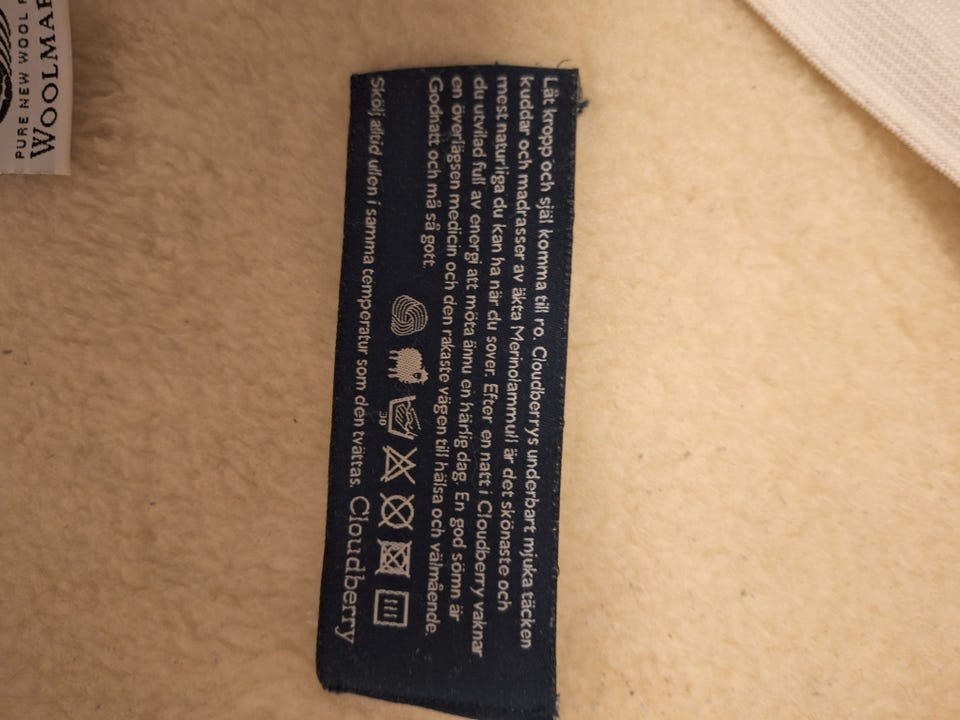 Låt kropp och själ komma till ro. Cloudberrys underbart mjuka täcken
kuddar och madrasser av äkta Merinolammull är det skönaste och
mest naturliga du kan ha när du sover. Efter en natt i Cloudberry vaknar
du utvilad full av energi att möta ännu en härlig dag. En god sömn är
en överlägsen medicin och den rakaste vägen till hälsa och välmående.
Godnatt och må så gott.
30
Skölj alltid ullen i samma temperatur som den tvättas. Cloudberry
PURE NEW WOOL
WOOLMA